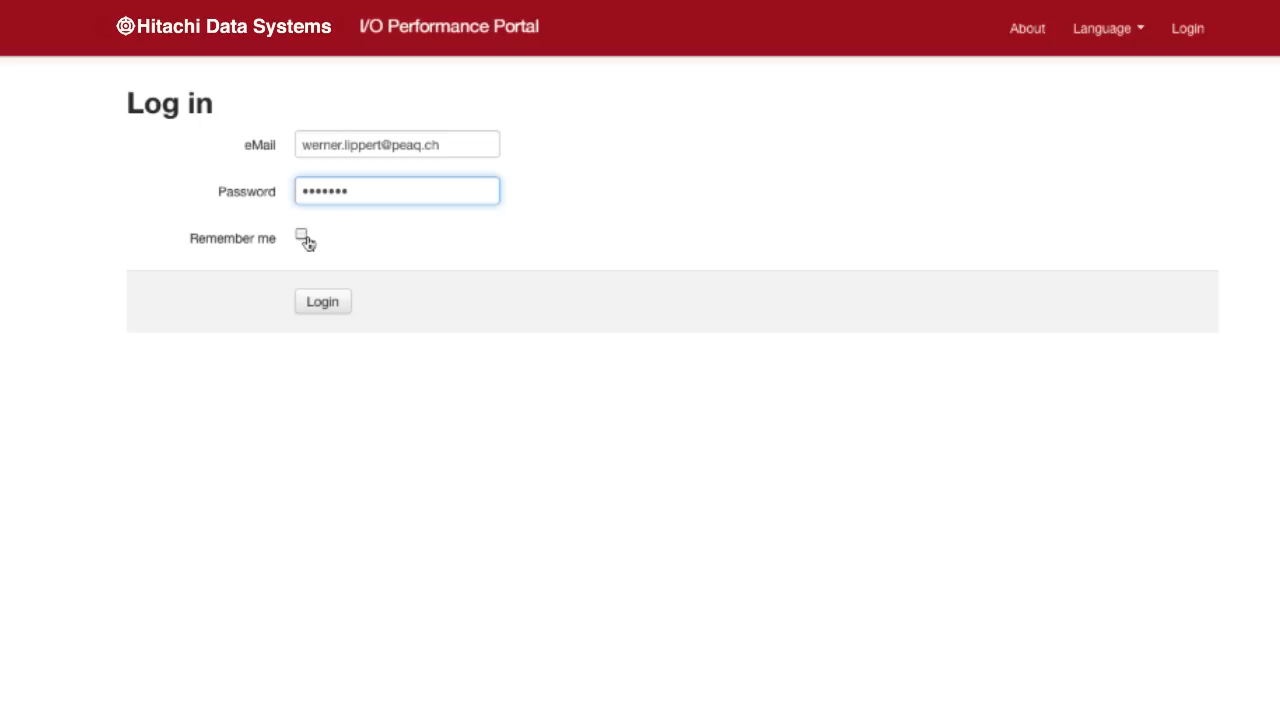 Hitachi Data Systems I/O Performance Portal About Language Login
Log in
eMail werner.lippert@peaq.ch
Password •••••••
Remember me
Login